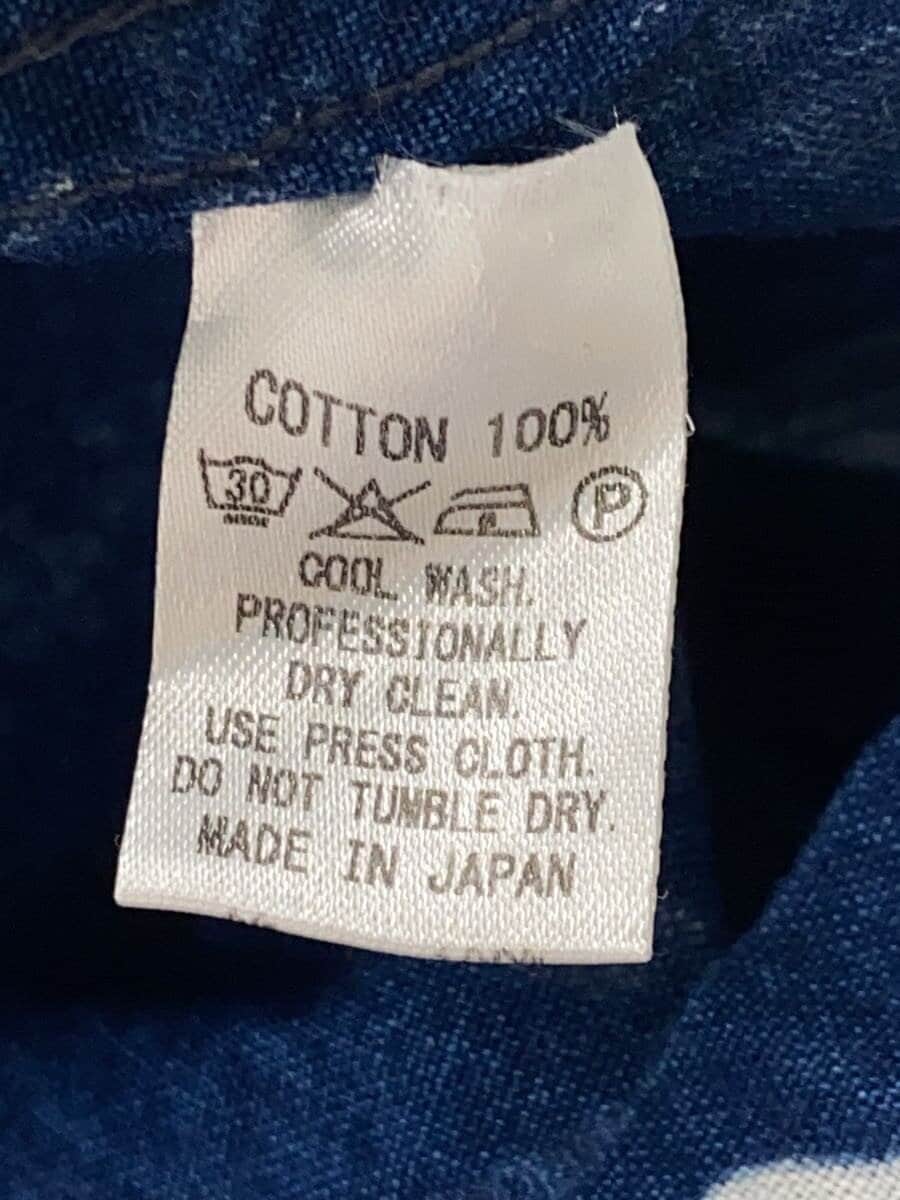 COTTON 100%
30 P
COOL WASH.
PROFESSIONALLY
DRY CLEAN.
USE PRESS CLOTH.
DO NOT TUMBLE DRY.
MADE IN JAPAN